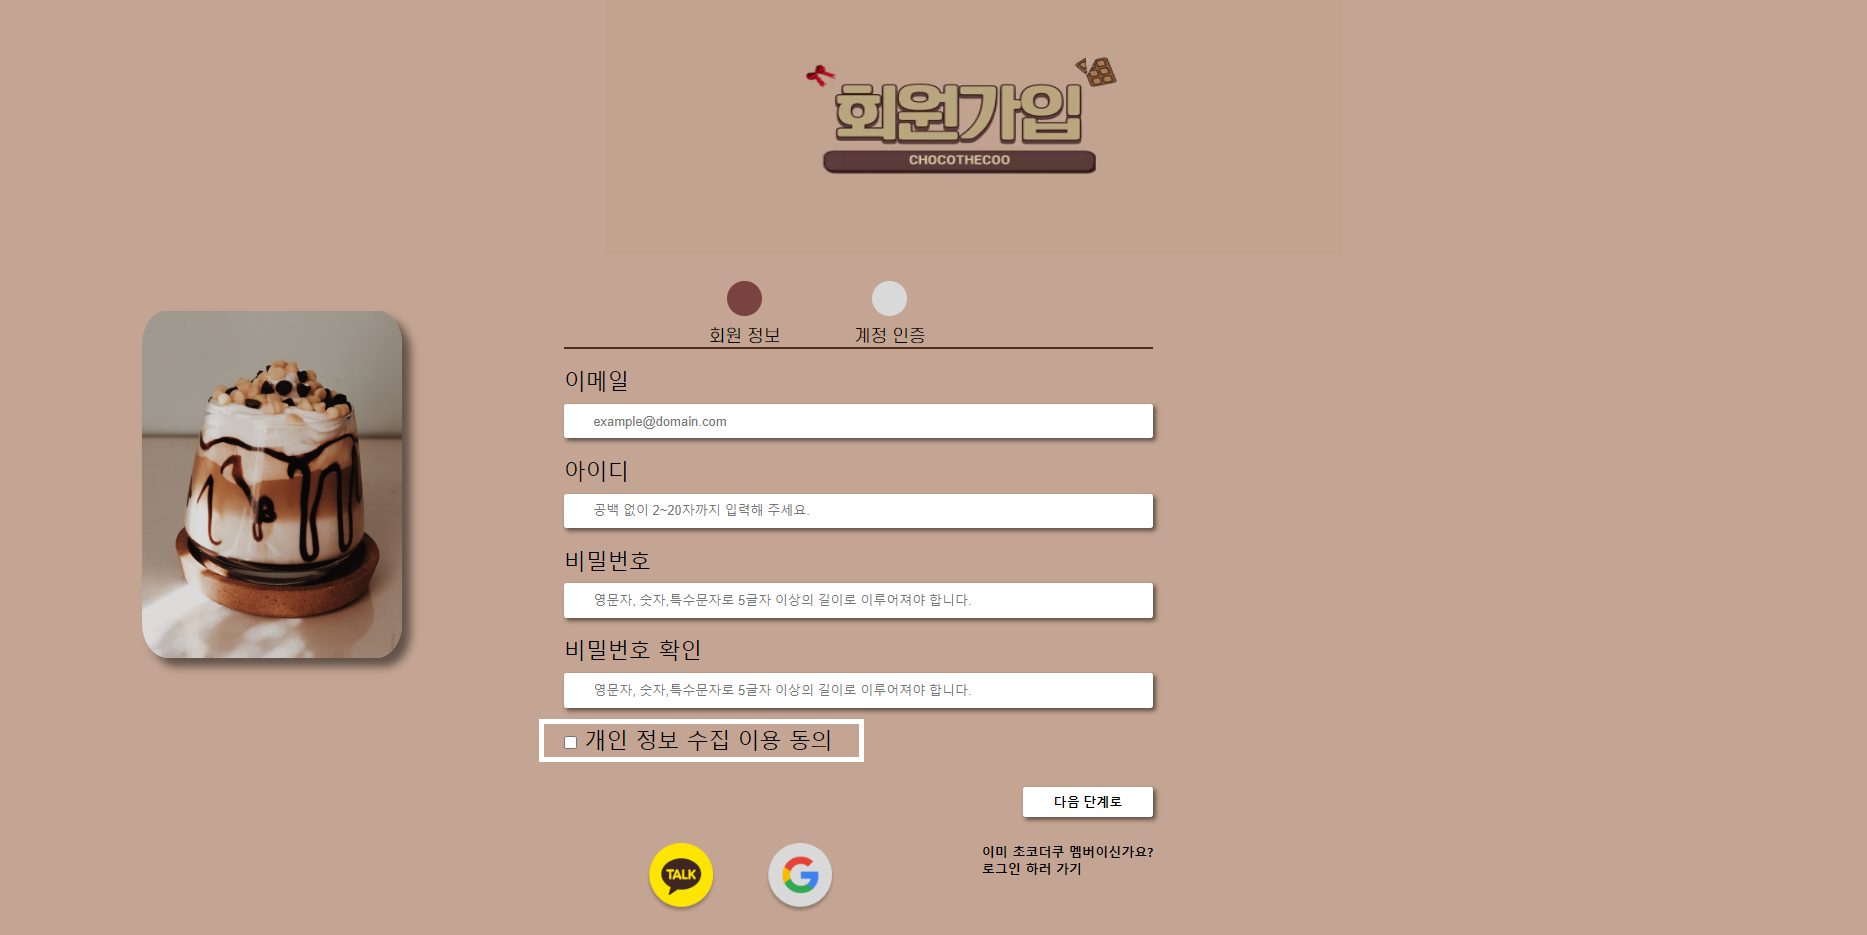 회원가입
CHOCOTHECOO
회원 정보
계정 인증
이메일
example@domain.com
아이디
공백 없이 2~20자까지 입력해 주세요.
비밀번호
영문자, 숫자,특수문자로 5글자 이상의 길이로 이루어져야 합니다.
비밀번호 확인
영문자, 숫자,특수문자로 5글자 이상의 길이로 이루어져야 합니다.
개인 정보 수집 이용 동의
다음 단계로
TALK
G
이미 초코더쿠 멤버이신가요?
로그인 하러 가기